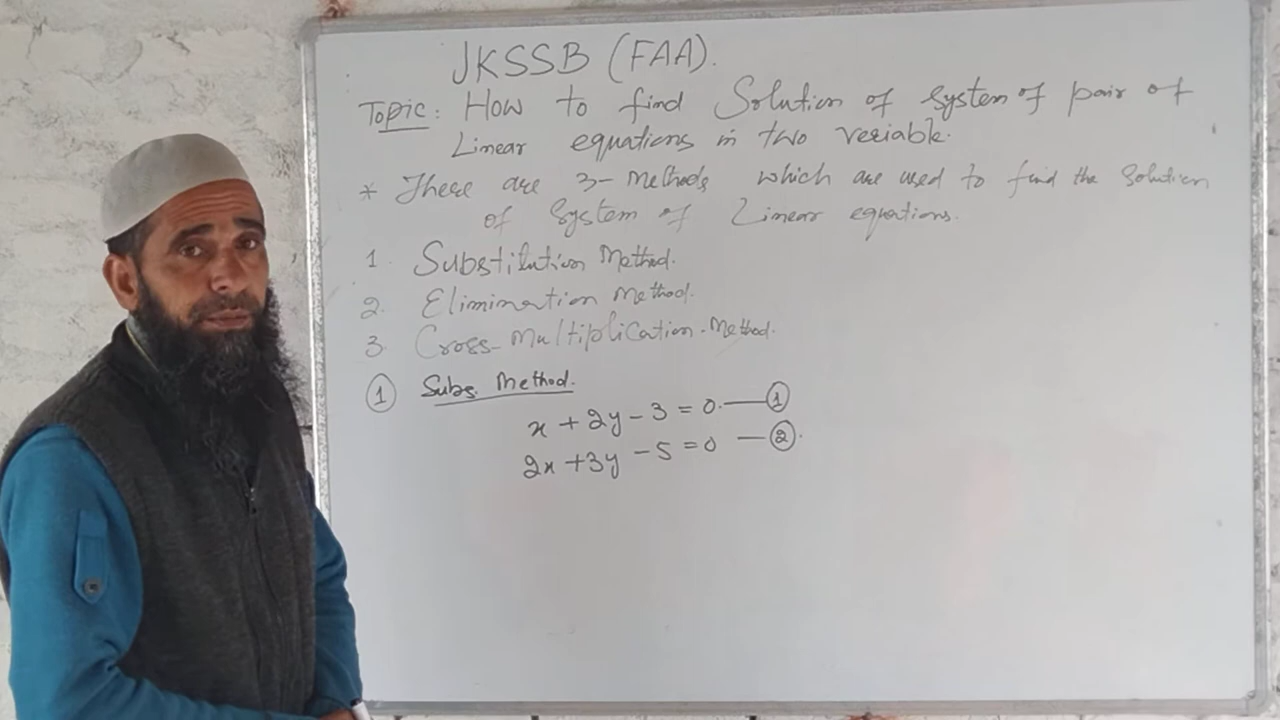 JKSSB (FAA).
Topic: How to find Solution of System of pair of
Linear equations in two veriable.
* There are 3-Methods which are used to find the Solution
of System of Linear equations.
1. Substitution Method.
2. Elimination Method.
3. Cross-Multiplication-Method.
① Subs. Method.
x + 2y - 3 = 0.—①
2x + 3y - 5 = 0 —②.